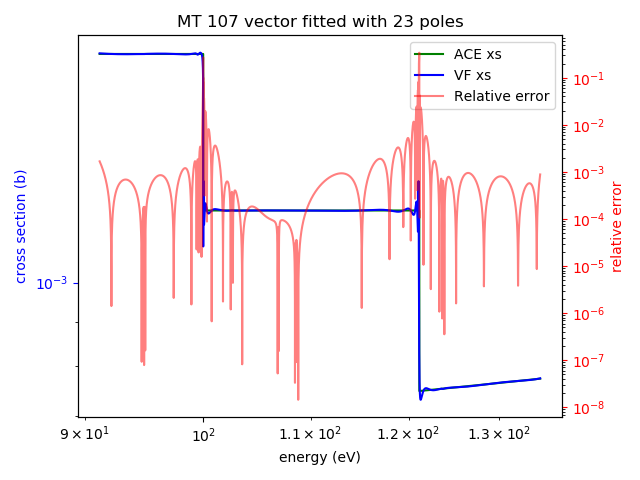 MT 107 vector fitted with 23 poles
ACE xs
VF xs
Relative error
cross section (b)
10⁻³
10⁻¹
10⁻²
10⁻³
10⁻⁴
10⁻⁵
10⁻⁶
10⁻⁷
10⁻⁸
relative error
9 × 10¹
10²
1.1 × 10²
1.2 × 10²
1.3 × 10²
energy (eV)